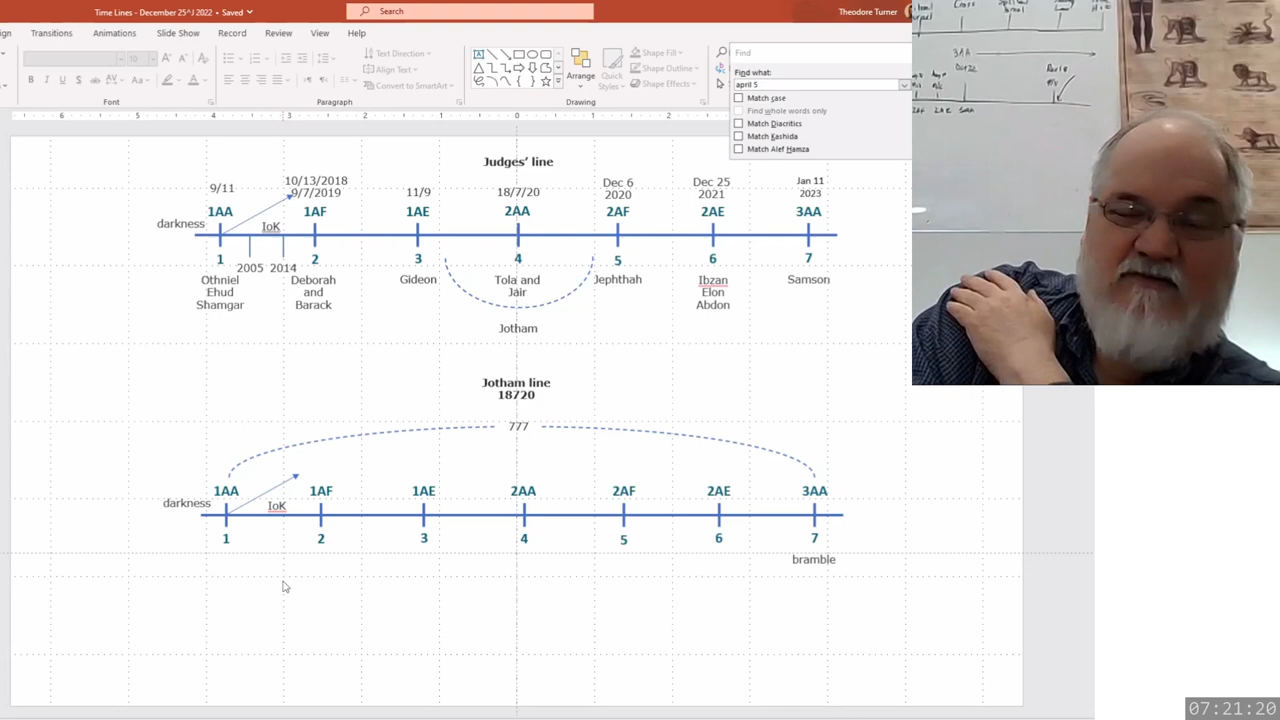 Time Lines - December 25^J 2022 • Saved
Search
Theodore Turner
Transitions Animations Slide Show Record Review View Help
Text Direction
Align Text
Convert to SmartArt
Arrange
Quick
Styles
Shape Fill
Shape Outline
Shape Effects
Font
Paragraph
Drawing
Find
Find what:
april 5
Match case
Find whole words only
Match Diacritics
Match Kashida
Match Alef Hamza
Judges’ line
9/11
10/13/2018
9/7/2019
11/9
18/7/20
Dec 6
2020
Dec 25
2021
Jan 11
2023
darkness
1AA 1AF 1AE 2AA 2AF 2AE 3AA
IoK
1 2 3 4 5 6 7
2005 2014
Othniel
Ehud
Shamgar
Deborah
and
Barack
Gideon
Tola and
Jair
Jephthah
Ibzan
Elon
Abdon
Samson
Jotham
Jotham line
18720
777
1AA 1AF 1AE 2AA 2AF 2AE 3AA
darkness
IoK
1 2 3 4 5 6 7
bramble
Cross
3AA
07:21:20